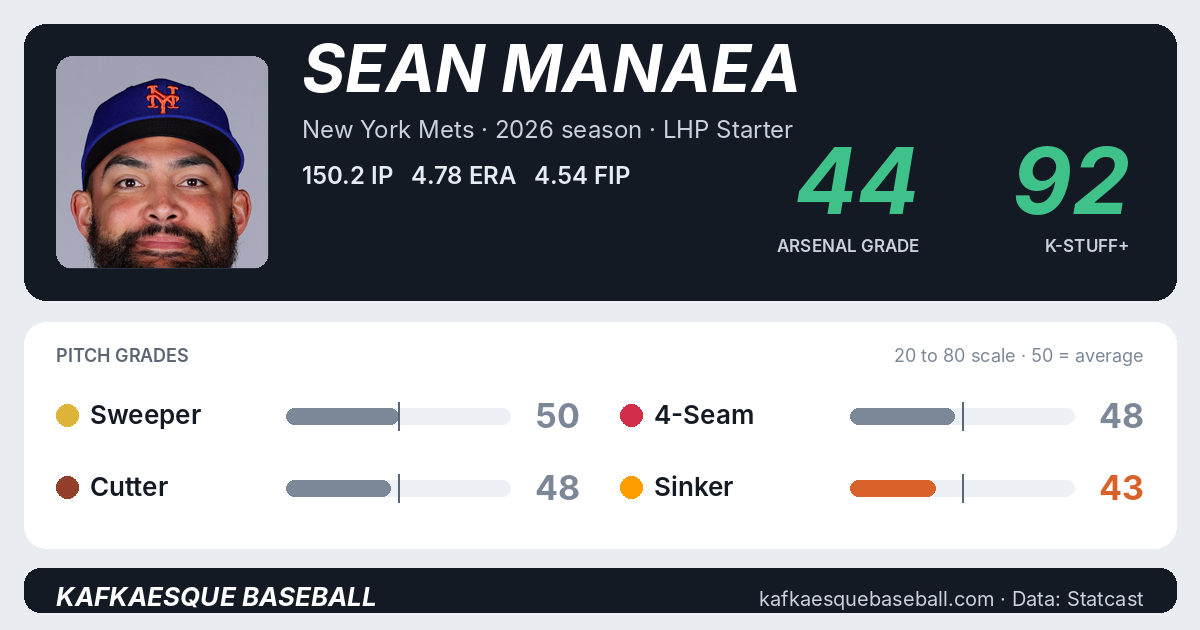 SEAN MANAEA
New York Mets · 2026 season · LHP Starter
150.2 IP 4.78 ERA 4.54 FIP
44 92
ARSENAL GRADE K-STUFF+
PITCH GRADES 20 to 80 scale · 50 = average
Sweeper 50 4-Seam 48
Cutter 48 Sinker 43
KAFKAESQUE BASEBALL kafkaesquebaseball.com · Data: Statcast